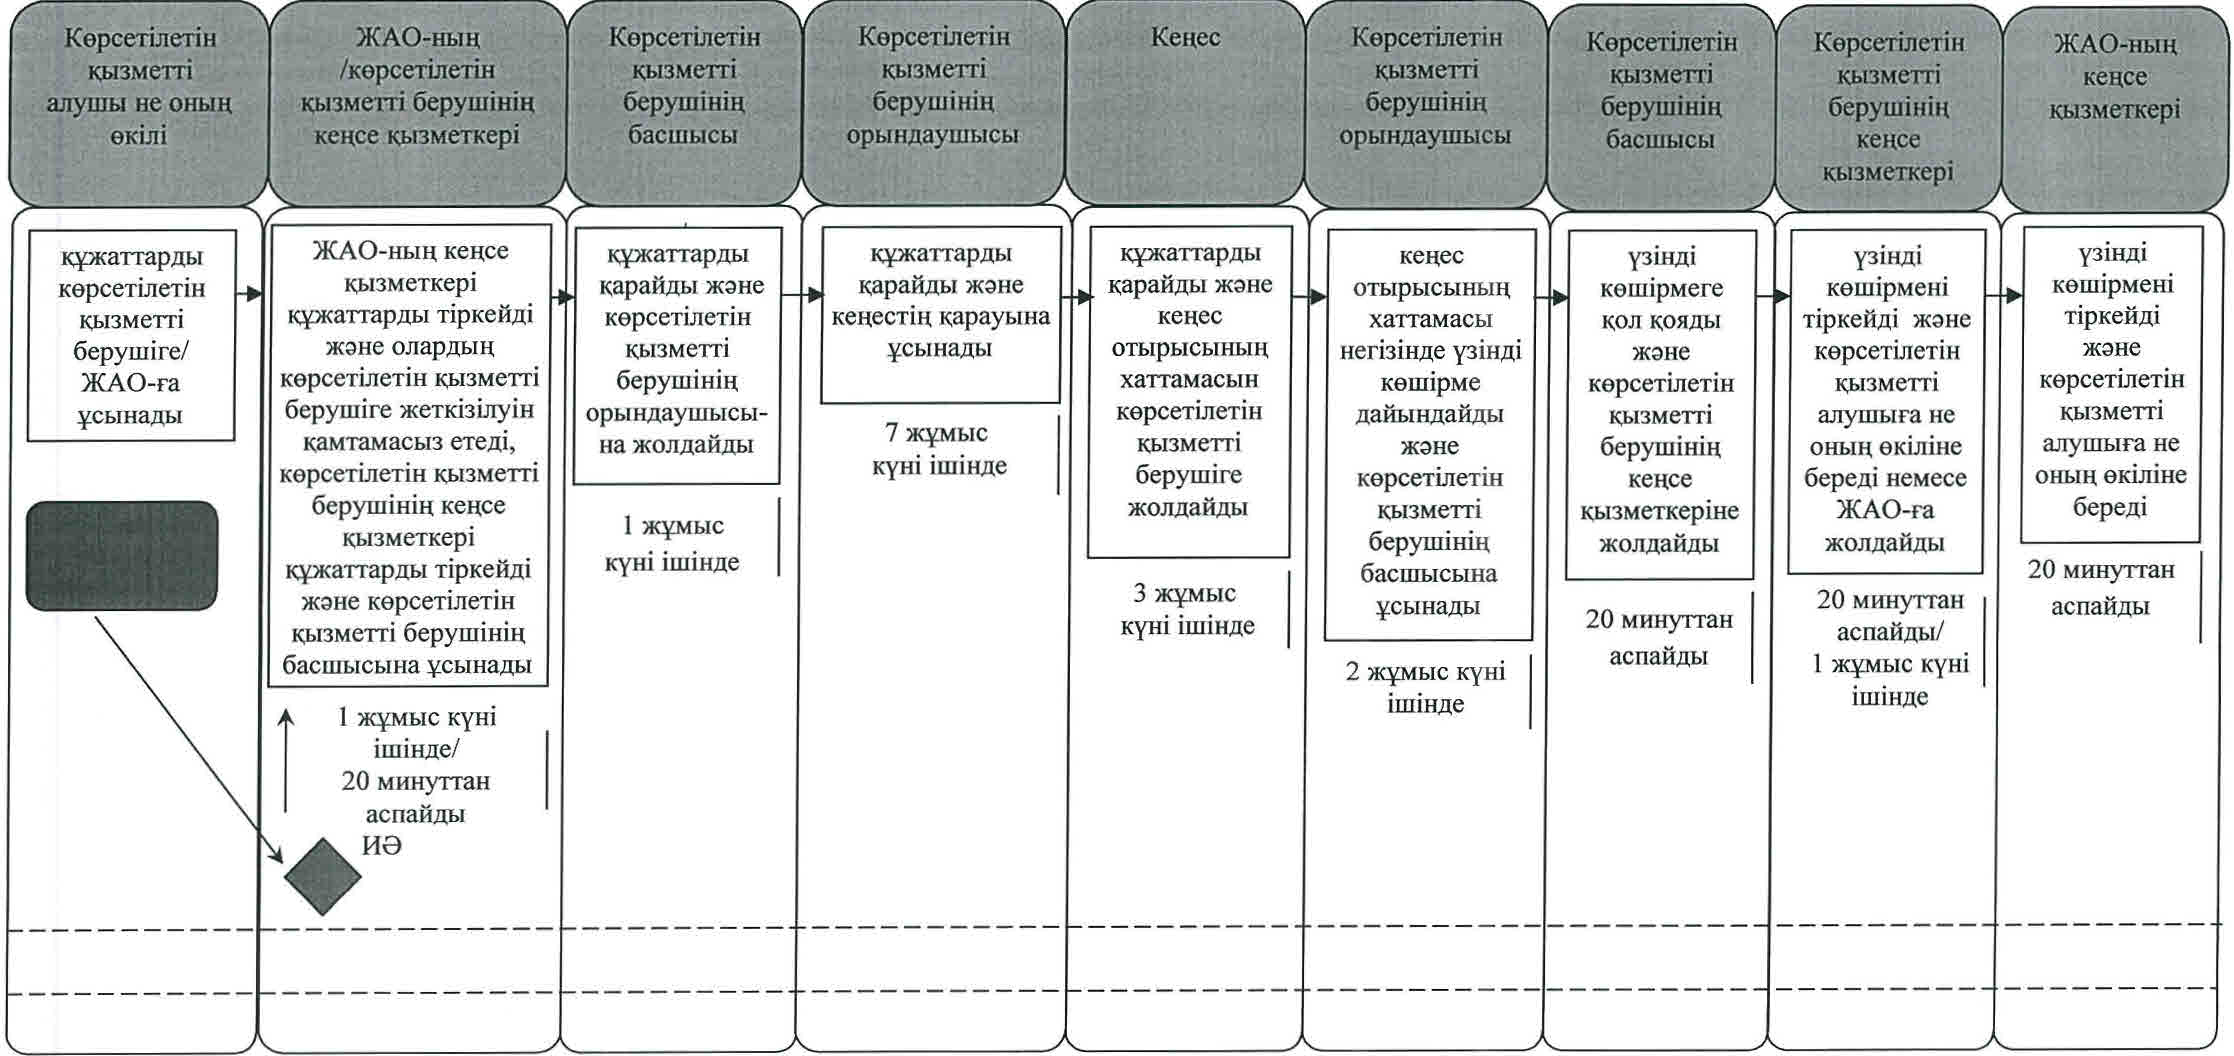 Көрсетілетін
қызметті
алушы не оның
өкілі
ЖАО-ның
/көрсетілетін
қызметті берушінің
кеңсе қызметкері
Көрсетілетін
қызметті
берушінің
басшысы
Көрсетілетін
қызметті
берушінің
орындаушысы
Кеңес
Көрсетілетін
қызметті
берушінің
орындаушысы
Көрсетілетін
қызметті
берушінің
басшысы
Көрсетілетін
қызметті
берушінің
кеңсе
қызметкері
ЖАО-ның
кеңсе
қызметкері
құжаттарды
көрсетілетін
қызметті
берушіге/
ЖАО-ға
ұсынады
ЖАО-ның кеңсе
қызметкері
құжаттарды тіркейді
және олардың
көрсетілетін қызметті
берушіге жеткізілуін
қамтамасыз етеді,
көрсетілетін қызметті
берушінің кеңсе
қызметкері
құжаттарды тіркейді
және көрсетілетін
қызметті берушінің
басшысына ұсынады
1 жұмыс күні
ішінде/
20 минуттан
аспайды
ИӘ
құжаттарды
қарайды және
көрсетілетін
қызметті
берушінің
орындаушысы-
на жолдайды
1 жұмыс
күні ішінде
құжаттарды
қарайды және
кеңестің қарауына
ұсынады
7 жұмыс
күні ішінде
құжаттарды
қарайды және
кеңес
отырысының
хаттамасын
көрсетілетін
қызметті
берушіге
жолдайды
3 жұмыс
күні ішінде
кеңес
отырысының
хаттамасы
негізінде үзінді
көшірме
дайындайды
және
көрсетілетін
қызметті
берушінің
басшысына
ұсынады
2 жұмыс күні
ішінде
үзінді
көшірмеге
қол қояды
және
көрсетілетін
қызметті
берушінің
кеңсе
қызметкеріне
жолдайды
20 минуттан
аспайды
үзінді
көшірмені
тіркейді және
көрсетілетін
қызметті
алушыға не
оның өкіліне
береді немесе
ЖАО-ға
жолдайды
20 минуттан
аспайды/
1 жұмыс күні
ішінде
үзінді
көшірмені
тіркейді
және
көрсетілетін
қызметті
алушыға не
оның өкіліне
береді
20 минуттан
аспайды